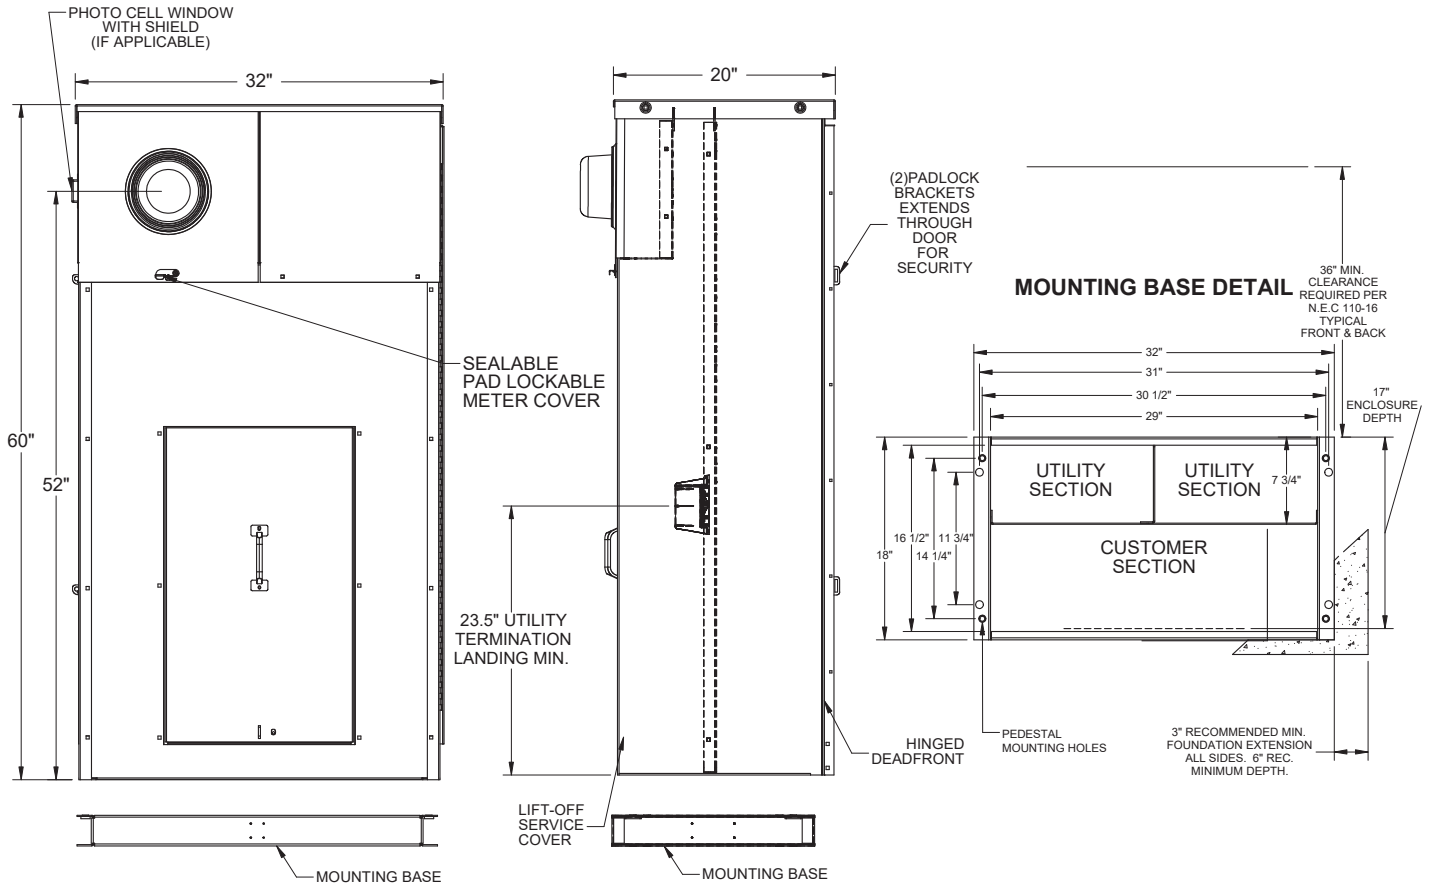 PHOTO CELL WINDOW
WITH SHIELD
(IF APPLICABLE)
32"
60"
52"
SEALABLE
PAD LOCKABLE
METER COVER
MOUNTING BASE
20"
(2)PADLOCK
BRACKETS
EXTENDS
THROUGH
DOOR
FOR
SECURITY
23.5" UTILITY
TERMINATION
LANDING MIN.
HINGED
DEADFRONT
LIFT-OFF
SERVICE
COVER
MOUNTING BASE
MOUNTING BASE DETAIL
36" MIN.
CLEARANCE
REQUIRED PER
N.E.C 110-16
TYPICAL
FRONT & BACK
32"
31"
30 1/2"
29"
17"
ENCLOSURE
DEPTH
UTILITY
SECTION
UTILITY
SECTION
7 3/4"
CUSTOMER
SECTION
18"
16 1/2"
14 1/4"
11 3/4"
PEDESTAL
MOUNTING HOLES
3" RECOMMENDED MIN.
FOUNDATION EXTENSION
ALL SIDES. 6" REC.
MINIMUM DEPTH.